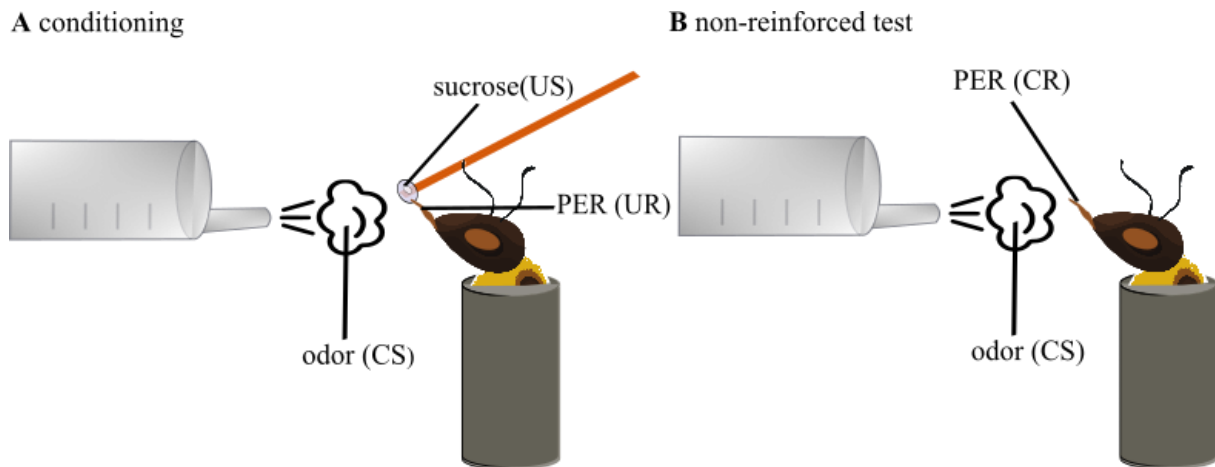 A conditioning
sucrose(US)
PER (UR)
odor (CS)
B non-reinforced test
PER (CR)
odor (CS)